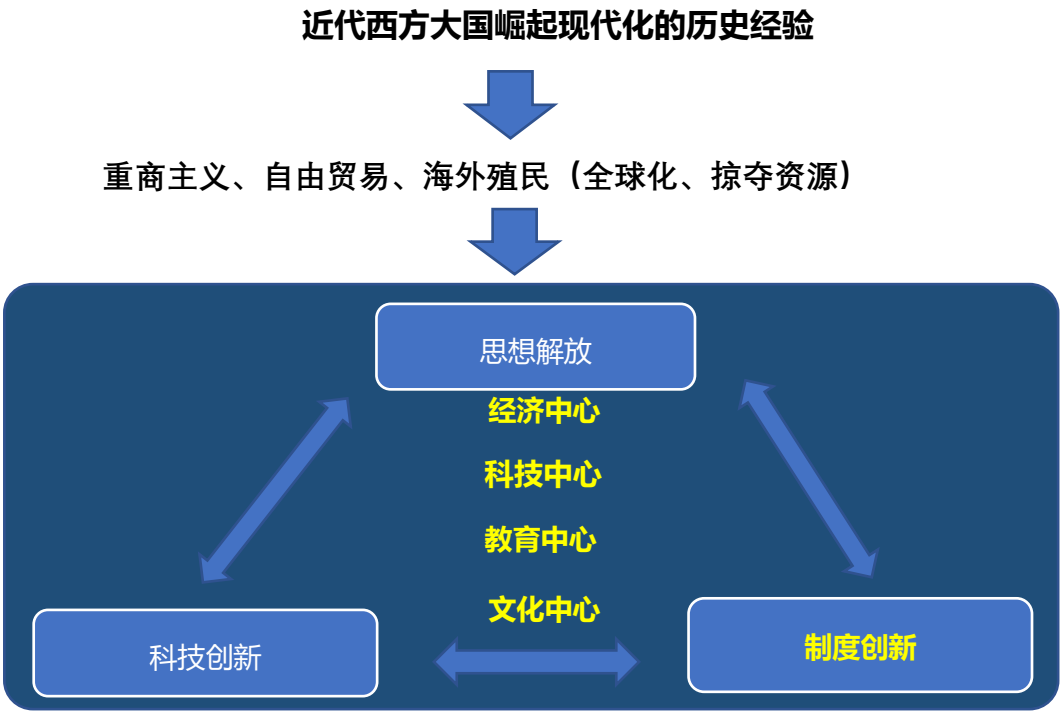 近代西方大国崛起现代化的历史经验
重商主义、自由贸易、海外殖民（全球化、掠夺资源）
思想解放
经济中心
科技中心
教育中心
文化中心
科技创新
制度创新